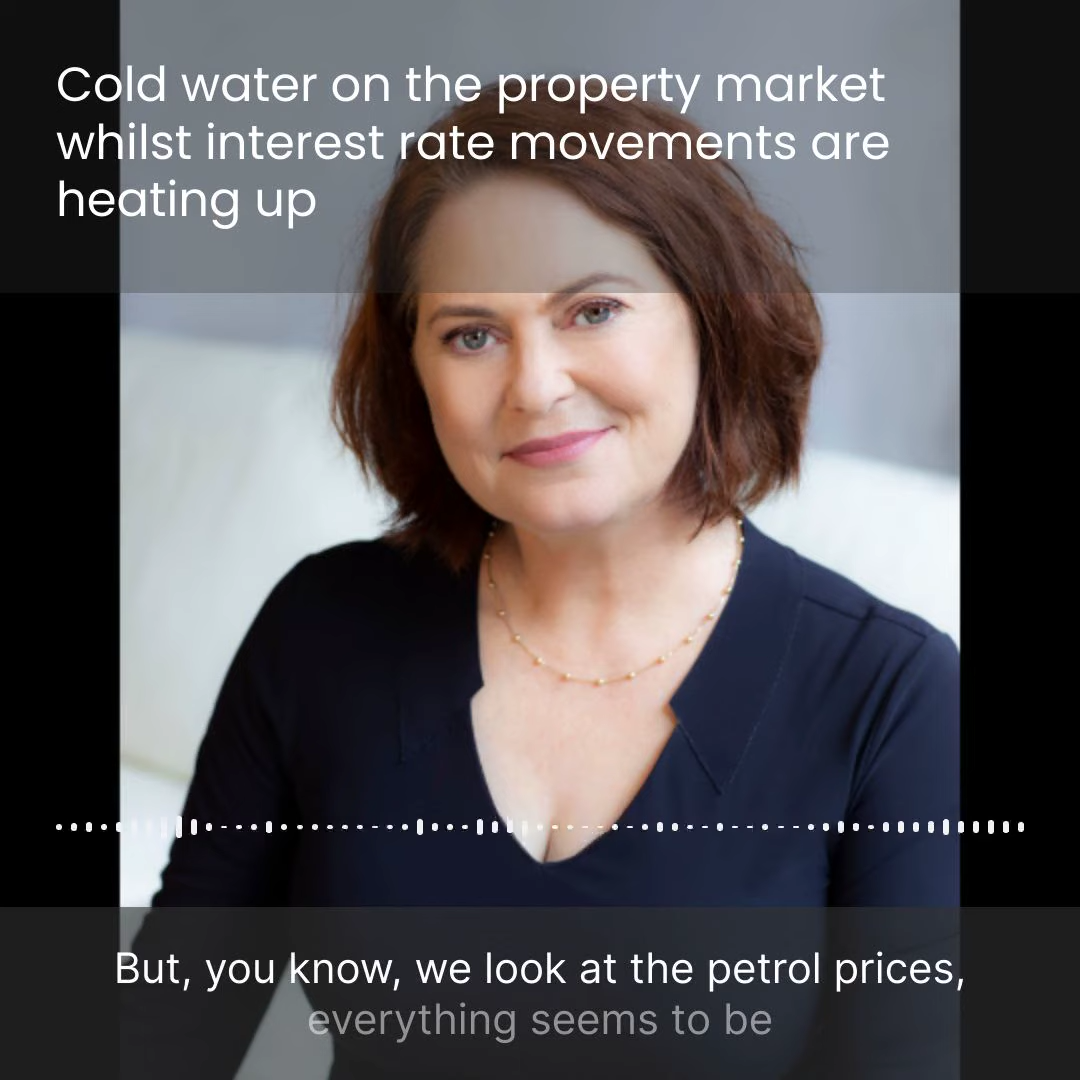 Cold water on the property market
whilst interest rate movements are
heating up
But, you know, we look at the petrol prices,
everything seems to be